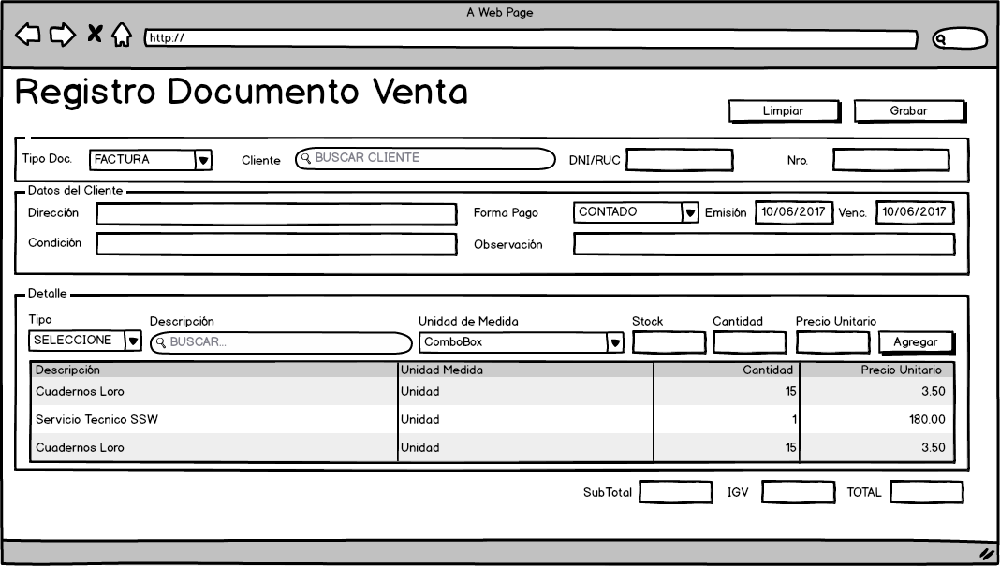 A Web Page
http://
Registro Documento Venta
Limpiar Grabar
Tipo Doc. FACTURA Cliente BUSCAR CLIENTE DNI/RUC Nro.
Datos del Cliente
Dirección Forma Pago CONTADO Emisión 10/06/2017 Venc. 10/06/2017
Condición Observación
Detalle
Tipo Descripción Unidad de Medida Stock Cantidad Precio Unitario
SELECCIONE BUSCAR... ComboBox Agregar
Descripción Unidad Medida Cantidad Precio Unitario
Cuadernos Loro Unidad 15 3.50
Servicio Tecnico SSW Unidad 1 180.00
Cuadernos Loro Unidad 15 3.50
SubTotal IGV TOTAL